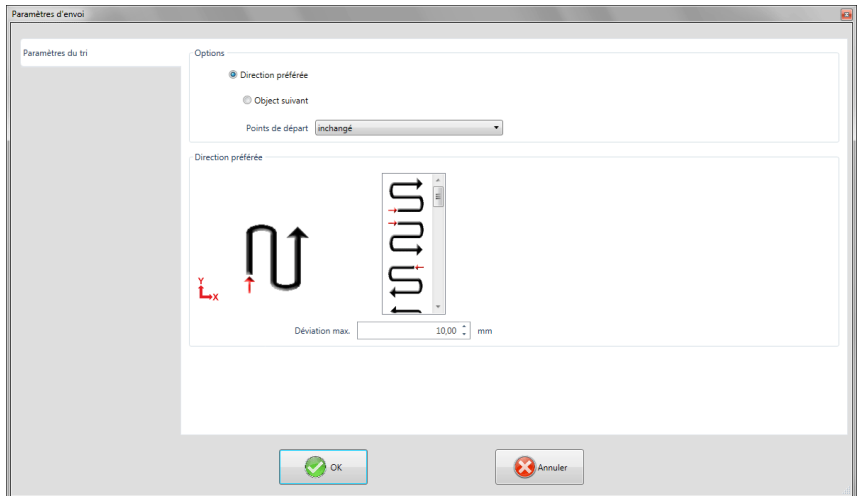 Paramètres d'envoi
Paramètres du tri
Options
Direction préférée
Object suivant
Points de départ inchangé
Direction préférée
Y
X
Déviation max. 10,00 mm
OK Annuler